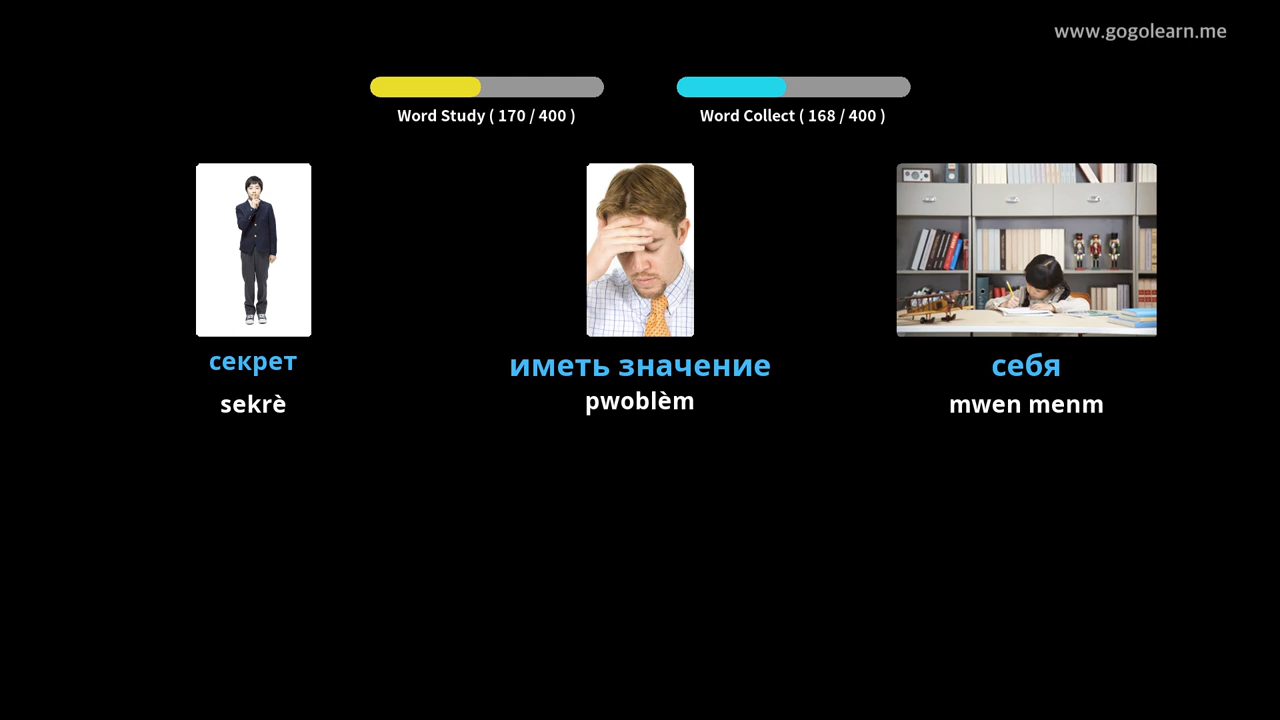 www.gogolearn.me
Word Study ( 170 / 400 )
Word Collect ( 168 / 400 )
секрет
sekrè
иметь значение
pwoblèm
себя
mwen menm